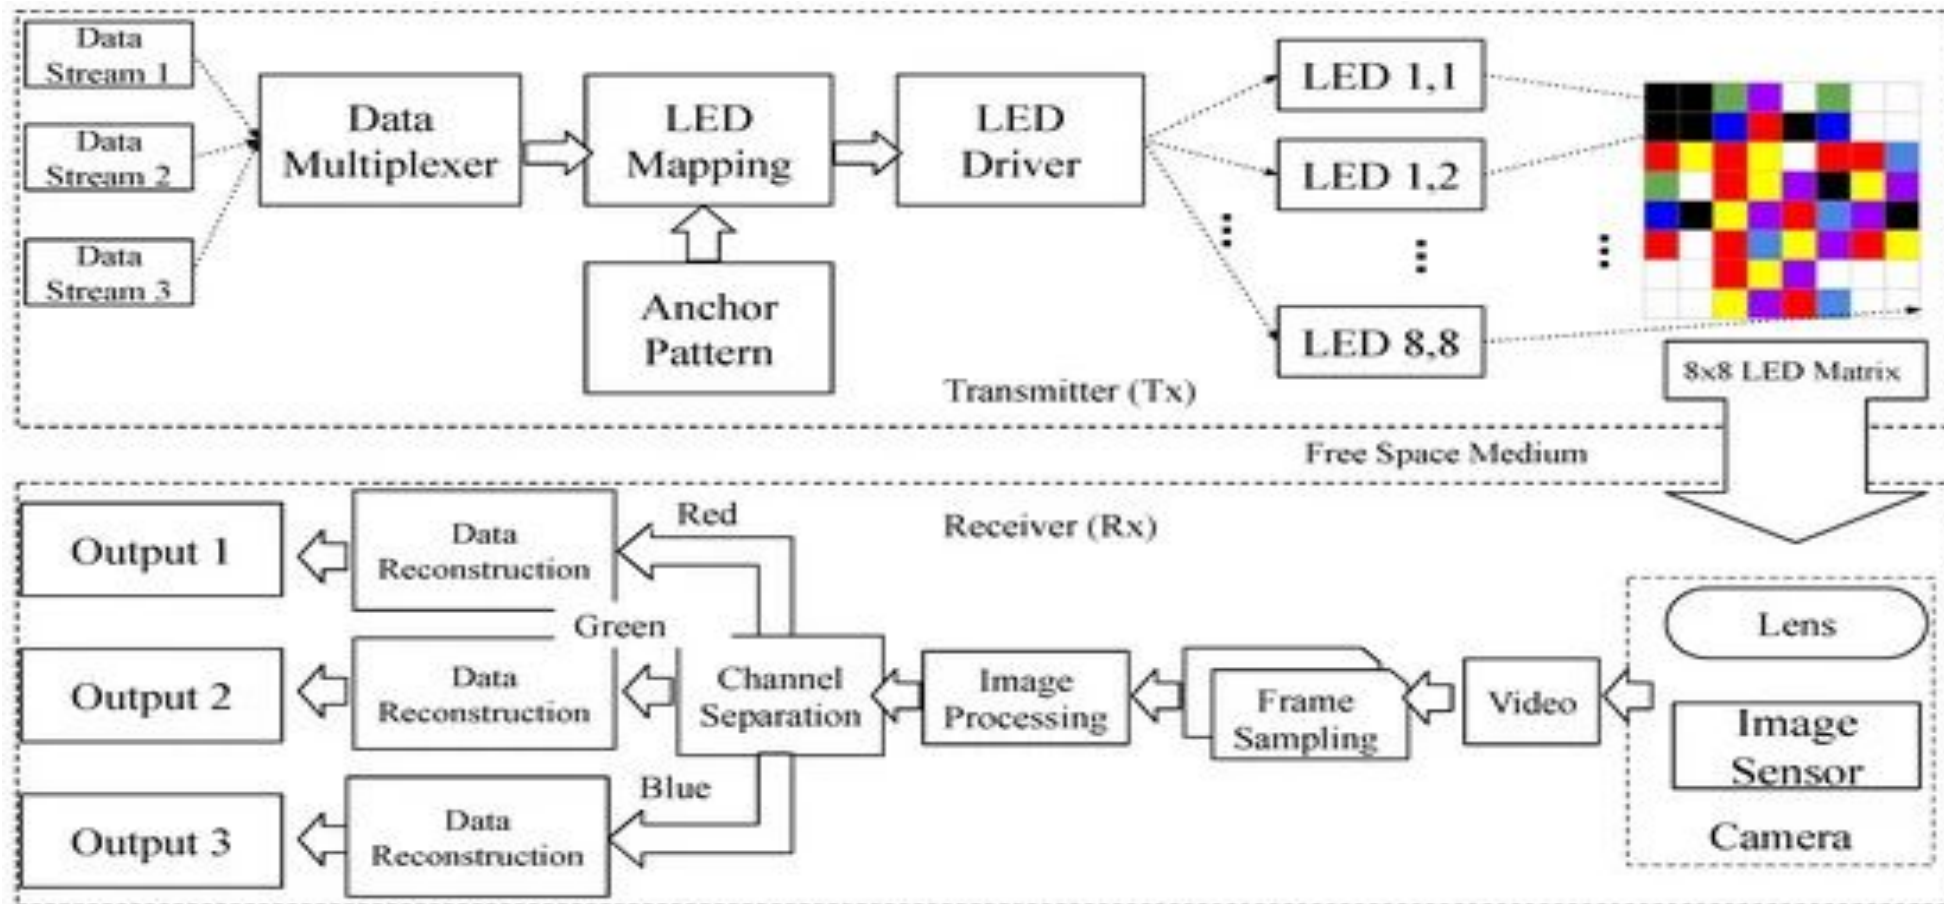 Data
Stream 1
Data
Stream 2
Data
Stream 3
Data
Multiplexer
LED
Mapping
Anchor
Pattern
LED
Driver
LED 1,1
LED 1,2
LED 8,8
8x8 LED Matrix
Transmitter (Tx)
Free Space Medium
Receiver (Rx)
Lens
Image
Sensor
Camera
Video
Frame
Sampling
Image
Processing
Channel
Separation
Red
Green
Blue
Data
Reconstruction
Data
Reconstruction
Data
Reconstruction
Output 1
Output 2
Output 3